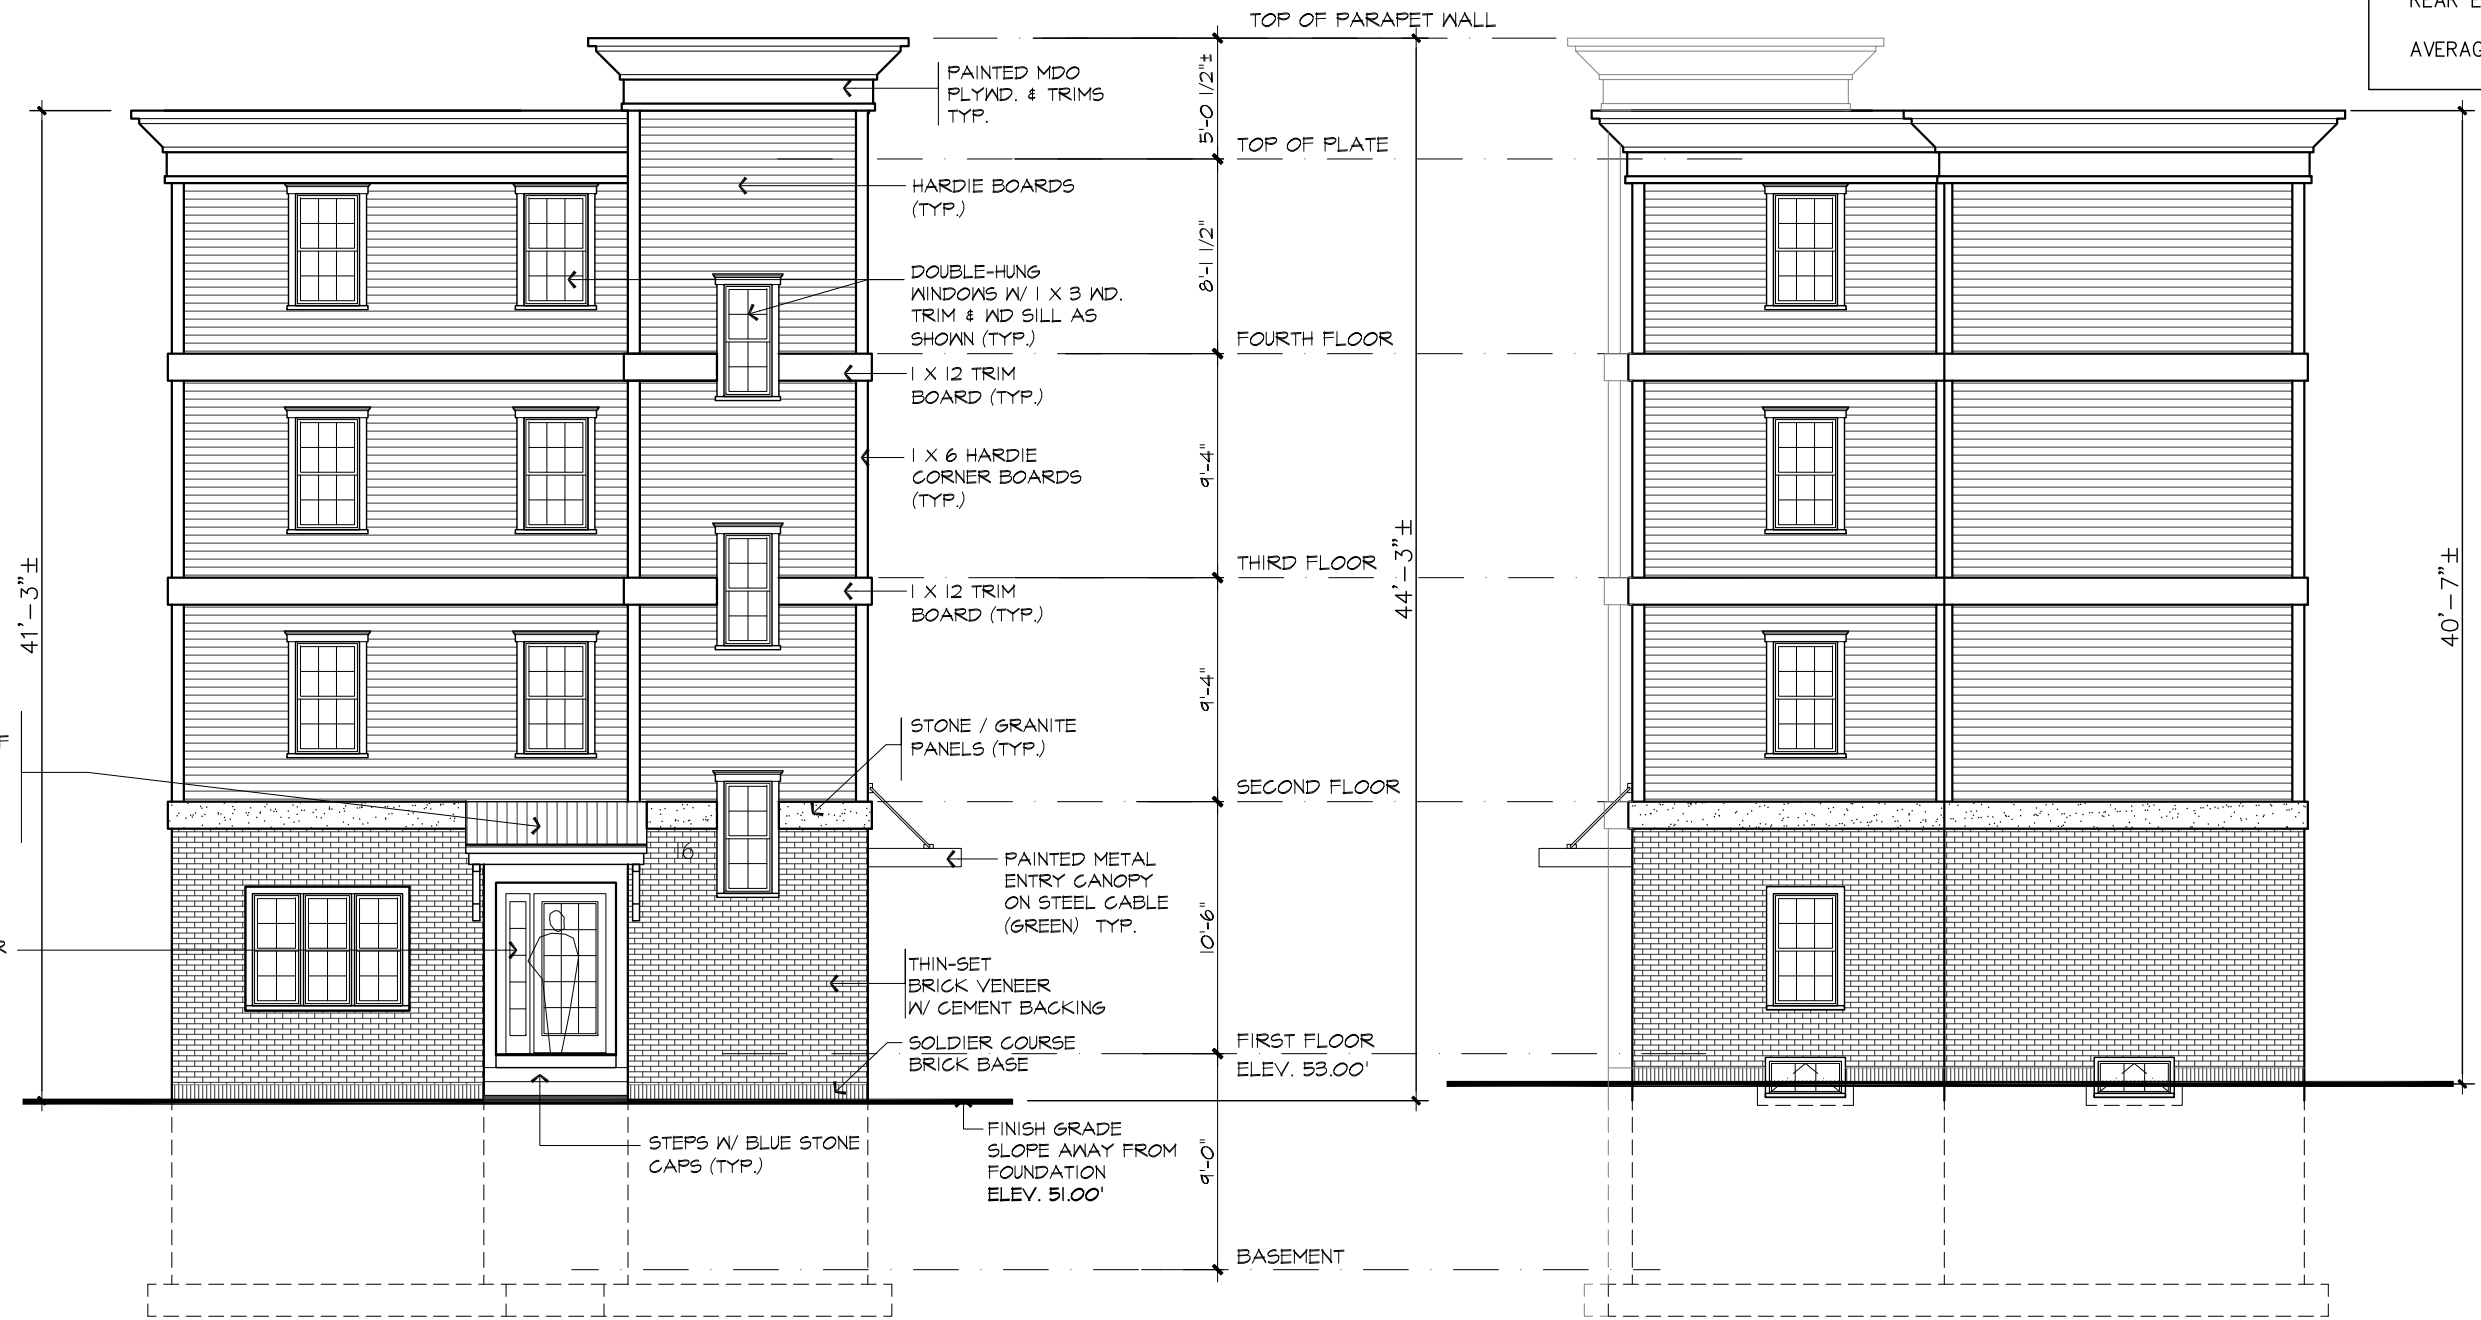 TOP OF PARAPET WALL
REAR E
AVERAG
5'-0 1/2"±
PAINTED MDO
PLYWD. & TRIMS
TYP.
TOP OF PLATE
HARDIE BOARDS
(TYP.)
8'-1 1/2"
DOUBLE-HUNG
WINDOWS W/ 1 X 3 WD.
TRIM & WD SILL AS
SHOWN (TYP.)
FOURTH FLOOR
1 X 12 TRIM
BOARD (TYP.)
9'-4"
1 X 6 HARDIE
CORNER BOARDS
(TYP.)
41'-3"±
44'-3"±
40'-7"±
THIRD FLOOR
1 X 12 TRIM
BOARD (TYP.)
9'-4"
STONE / GRANITE
PANELS (TYP.)
SECOND FLOOR
16
PAINTED METAL
ENTRY CANOPY
ON STEEL CABLE
(GREEN) TYP.
10'-6"
THIN-SET
BRICK VENEER
W/ CEMENT BACKING
SOLDIER COURSE
BRICK BASE
FIRST FLOOR
ELEV. 53.00'
STEPS W/ BLUE STONE
CAPS (TYP.)
FINISH GRADE
SLOPE AWAY FROM
FOUNDATION
ELEV. 51.00'
9'-0"
BASEMENT